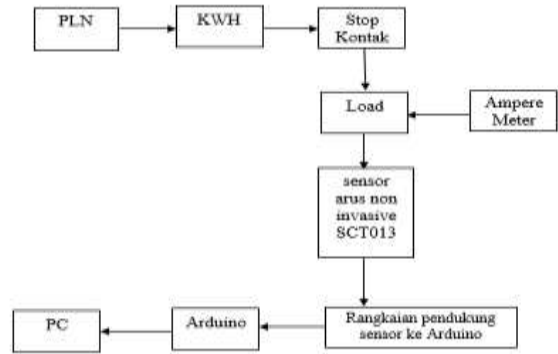 PLN
KWH
Stop
Kontak
Load
Ampere
Meter
sensor
arus non
invasive
SCT013
PC
Arduino
Rangkaian pendukung
sensor ke Arduino